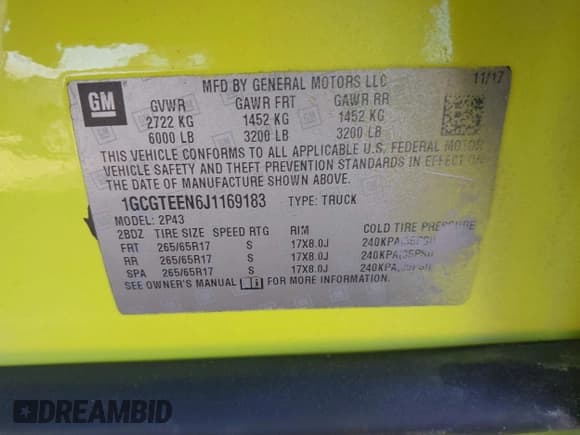 GM
MFD BY GENERAL MOTORS LLC 11/17
GVWR GAWR FRT GAWR RR
2722 KG 1452 KG 1452 KG
6000 LB 3200 LB 3200 LB
THIS VEHICLE CONFORMS TO ALL APPLICABLE U.S. FEDERAL MOTOR
VEHICLE SAFETY AND THEFT PREVENTION STANDARDS IN EFFECT ON
THE DATE OF MANUFACTURE SHOWN ABOVE.
1GCGTEEN6J1169183 TYPE: TRUCK
MODEL: 2P43
2BDZ TIRE SIZE SPEED RTG RIM COLD TIRE PRESSURE
FRT 265/65R17 S 17X8.0J 240KPA(35PSI)
RR 265/65R17 S 17X8.0J 240KPA(35PSI)
SPA 265/65R17 S 17X8.0J 240KPA(35PSI)
SEE OWNER'S MANUAL FOR MORE INFORMATION.
DREAMBID